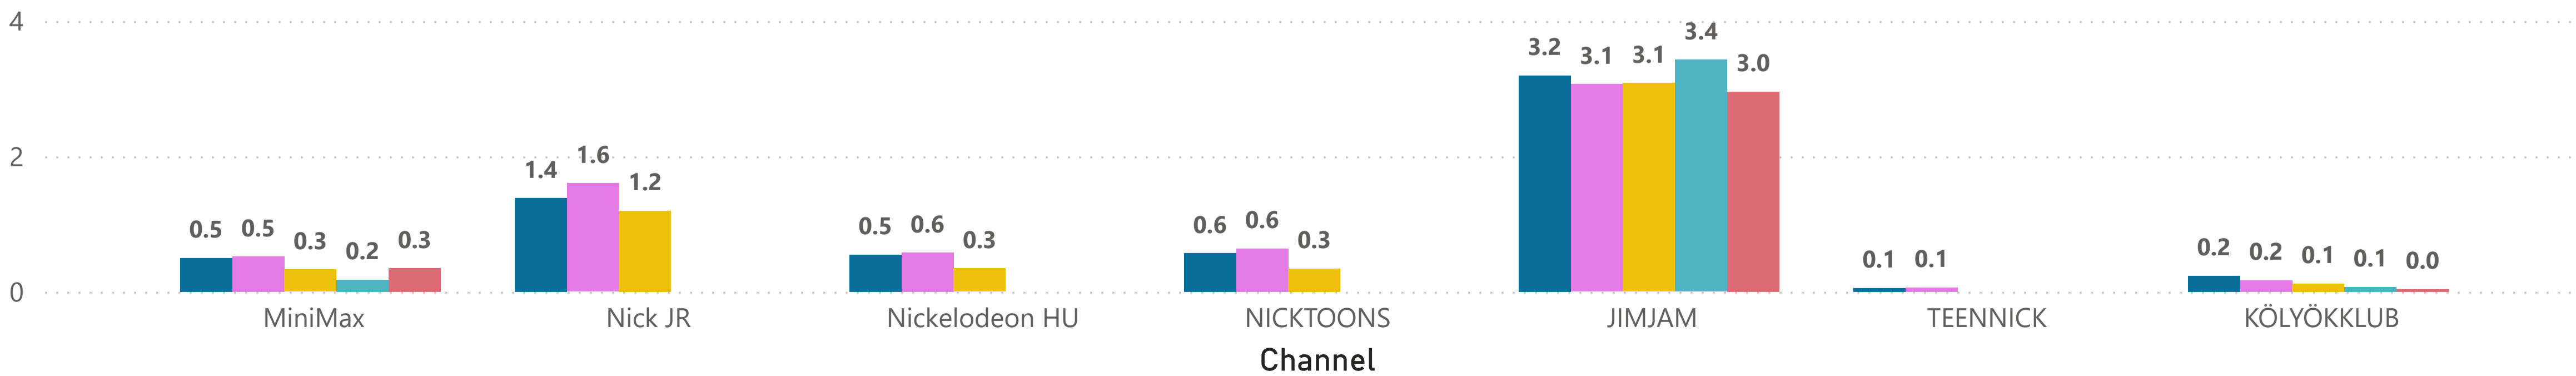 4
3.4
3.2 3.1 3.1 3.0
2
1.6
1.4 1.2
0.5 0.5 0.3 0.2 0.3
0.5 0.6 0.3
0.6 0.6 0.3
0.1 0.1
0.2 0.2 0.1 0.1 0.0
0
MiniMax Nick JR Nickelodeon HU NICKTOONS JIMJAM TEENNICK KÖLYÖKKLUB
Channel